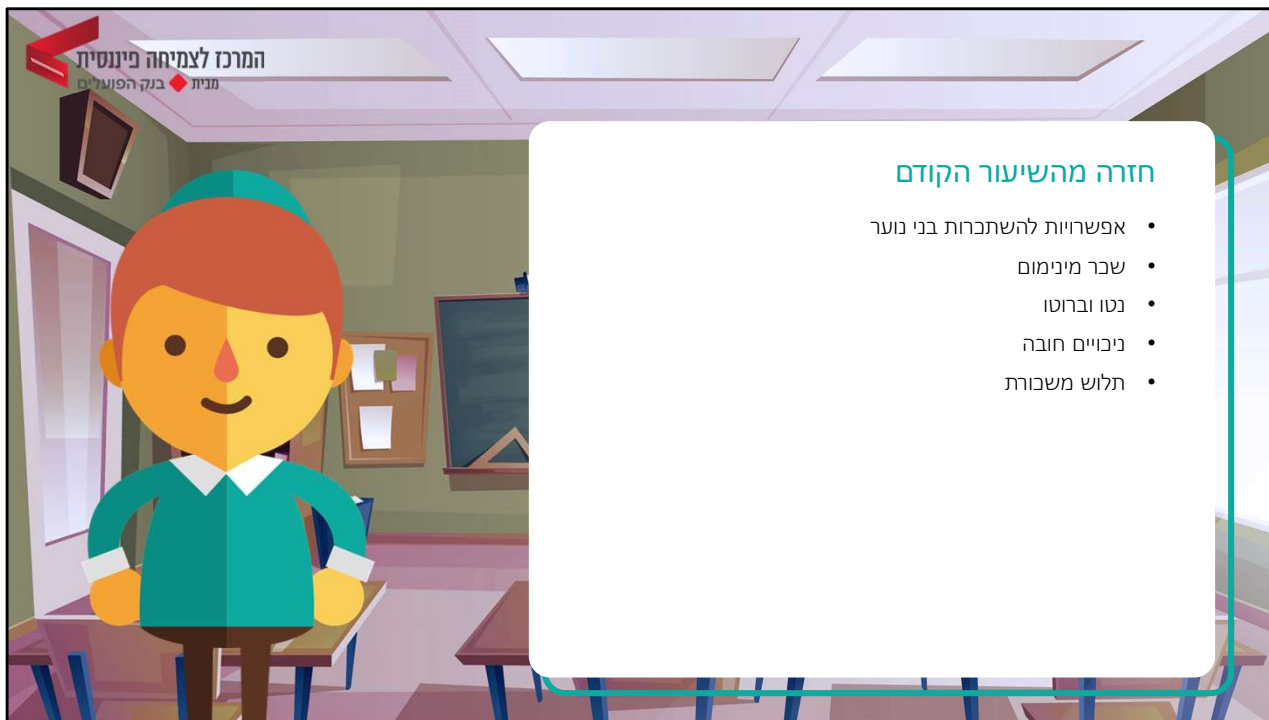 המרכז לצמיחה פיננסית
מבית בנק הפועלים
חזרה מהשיעור הקודם
• אפשרויות להשתכרות בני נוער
• שכר מינימום
• נטו וברוטו
• ניכויים חובה
• תלוש משכורת